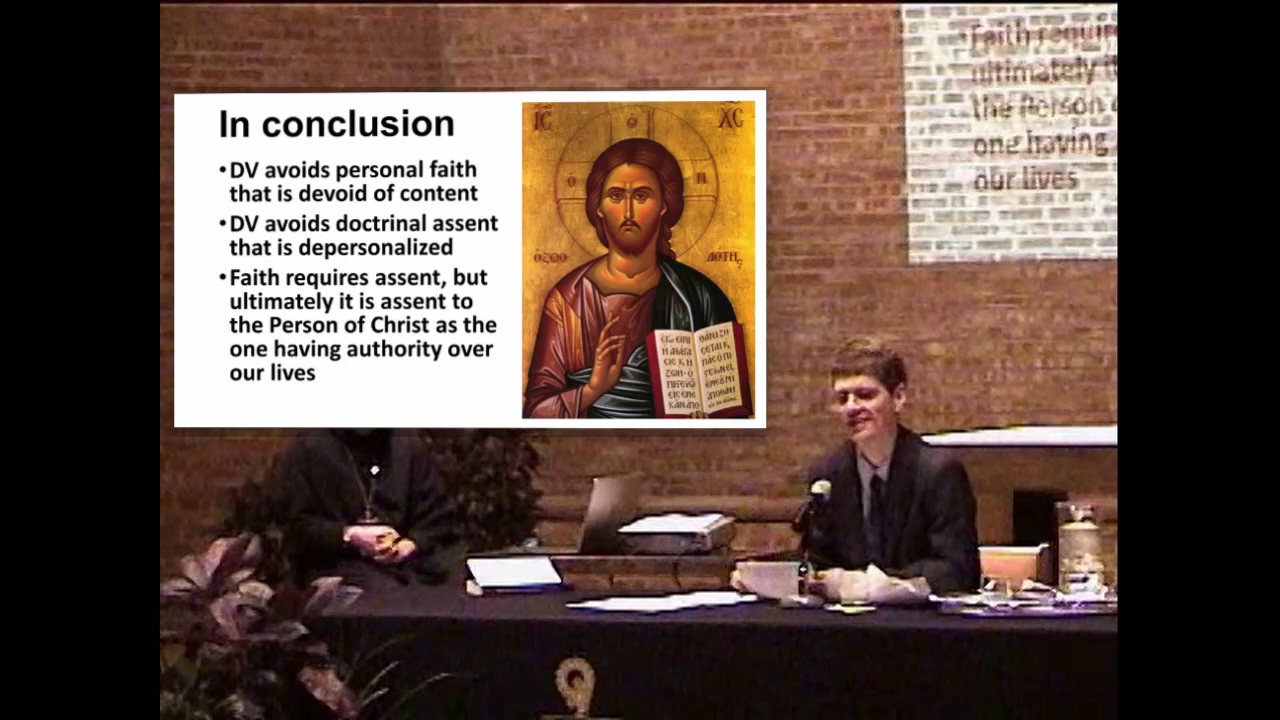 In conclusion
•DV avoids personal faith
that is devoid of content
•DV avoids doctrinal assent
that is depersonalized
•Faith requires assent, but
ultimately it is assent to
the Person of Christ as the
one having authority over
our lives
IC XC
ὁ Ν
ὉΖΩΟ ΔΟΤΗς
Faith requir
ultimately it
the Person
one having
our lives